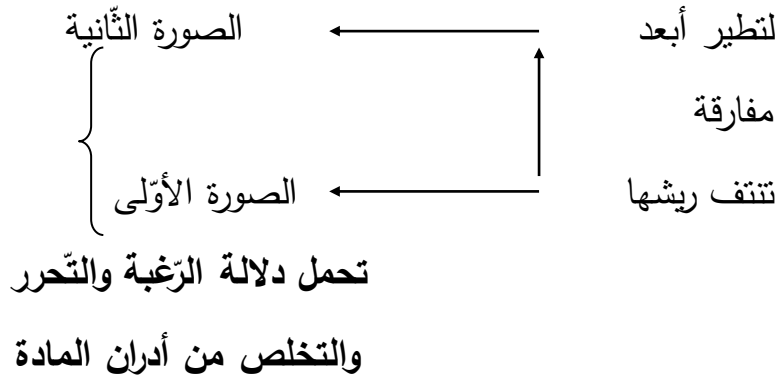 لتطير أبعد الصورة الثّانية
مفارقة
تنتف ريشها الصورة الأوّلى
تحمل دلالة الرّغبة والتّحرر
والتخلص من أدران المادة